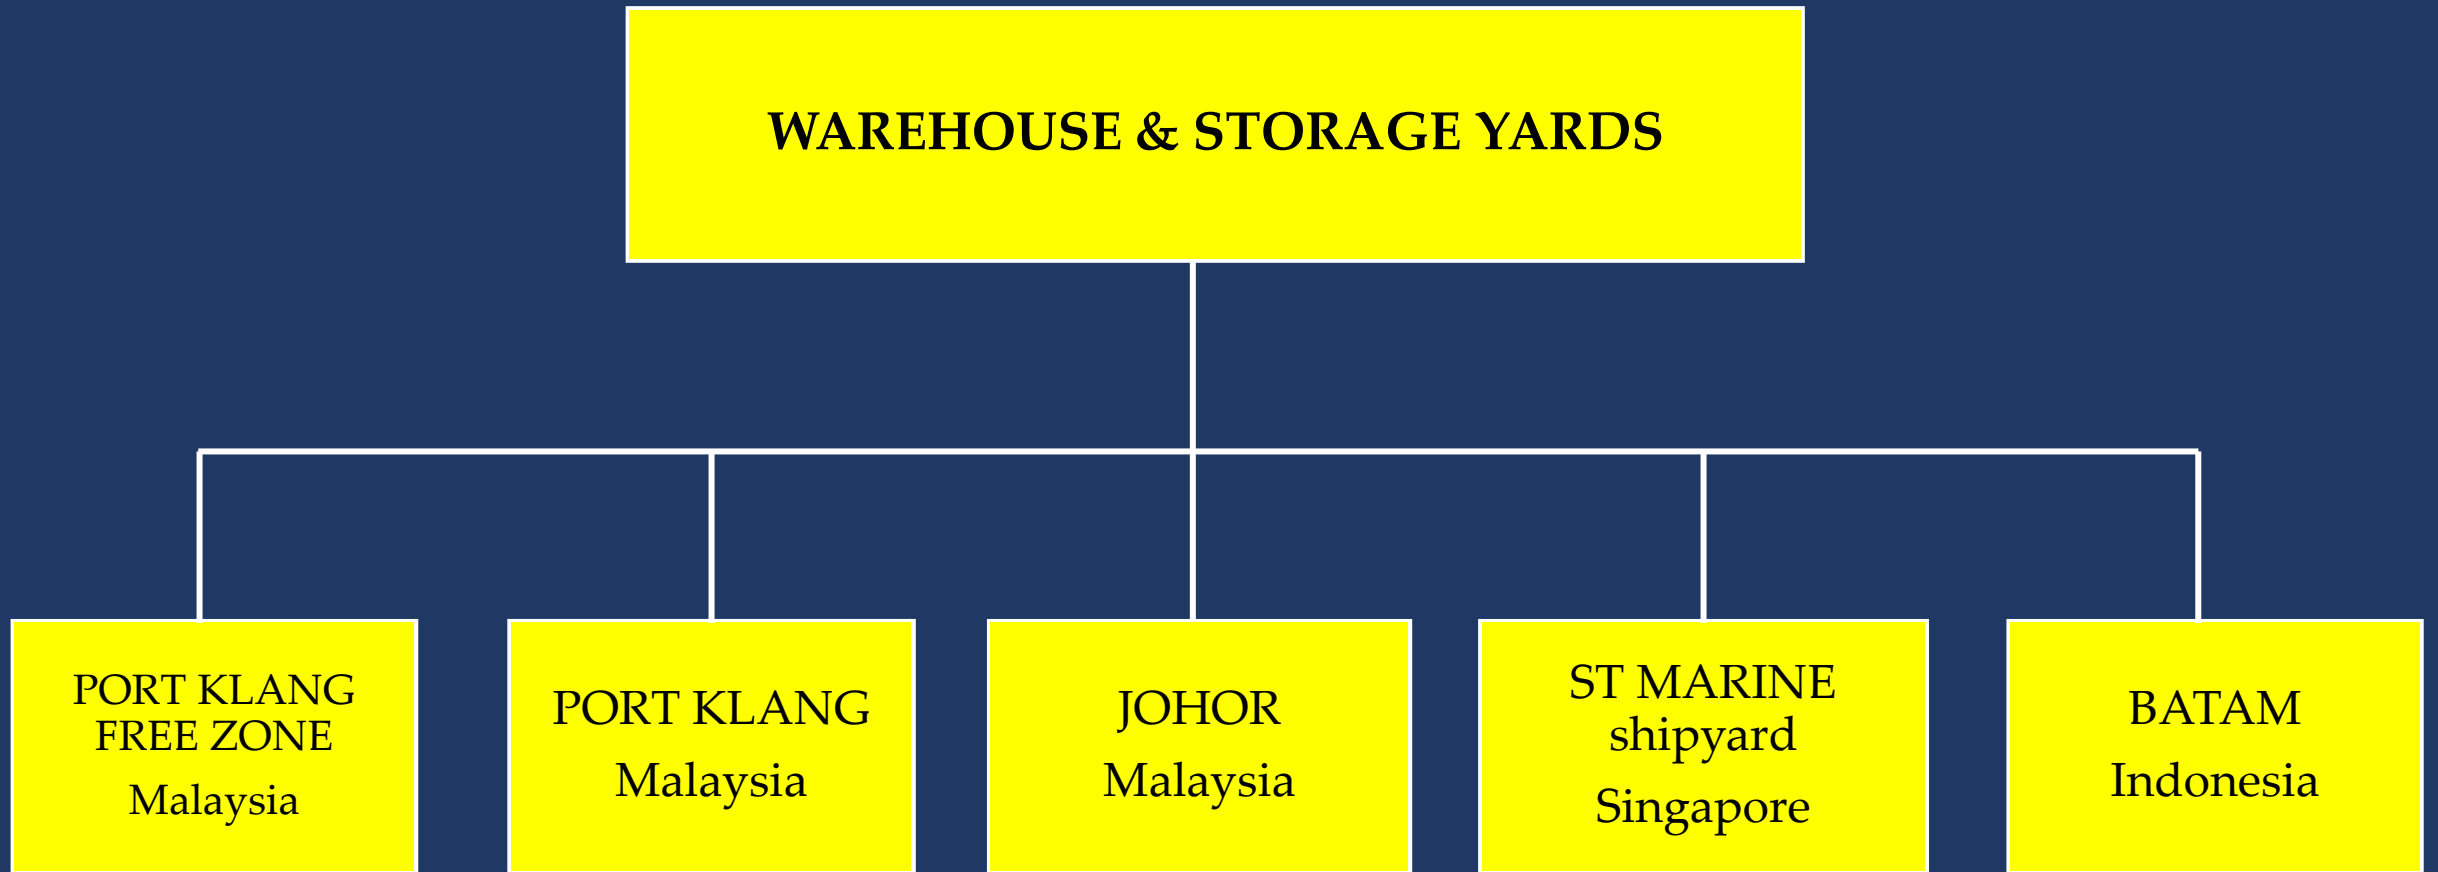 WAREHOUSE & STORAGE YARDS
PORT KLANG
FREE ZONE
Malaysia
PORT KLANG
Malaysia
JOHOR
Malaysia
ST MARINE
shipyard
Singapore
BATAM
Indonesia